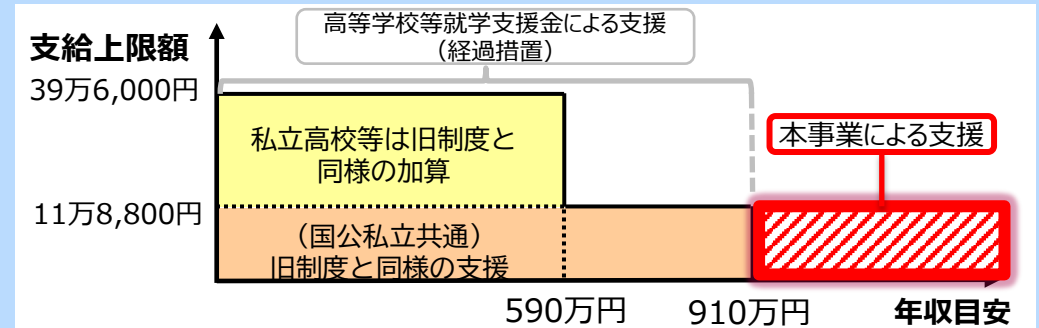 高等学校等就学支援金による支援
（経過措置）
支給上限額
39万6,000円
私立高校等は旧制度と
同様の加算
本事業による支援
11万8,800円
（国公私立共通）
旧制度と同様の支援
590万円
910万円
年収目安